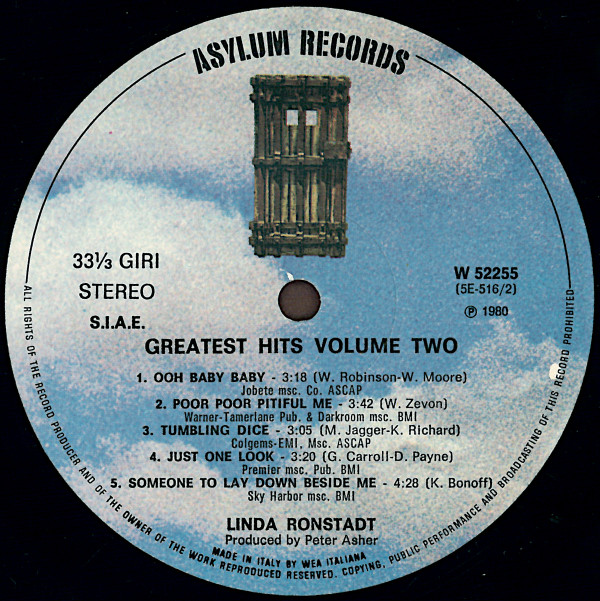 ASYLUM RECORDS
33⅓ GIRI
STEREO
S.I.A.E.
W 52255
(5E-516/2)
℗ 1980
GREATEST HITS VOLUME TWO
1. OOH BABY BABY - 3:18 (W. Robinson-W. Moore)
Jobete msc. Co. ASCAP
2. POOR POOR PITIFUL ME - 3:42 (W. Zevon)
Warner-Tamerlane Pub. & Darkroom msc. BMI
3. TUMBLING DICE - 3:05 (M. Jagger-K. Richard)
Colgems-EMI, Msc. ASCAP
4. JUST ONE LOOK - 3:20 (G. Carroll-D. Payne)
Premier msc. Pub. BMI
5. SOMEONE TO LAY DOWN BESIDE ME - 4:28 (K. Bonoff)
Sky Harbor msc. BMI
LINDA RONSTADT
Produced by Peter Asher
MADE IN ITALY BY WEA ITALIANA
ALL RIGHTS OF THE RECORD PRODUCER AND OF THE OWNER OF THE WORK REPRODUCED RESERVED. COPYING, PUBLIC PERFORMANCE AND BROADCASTING OF THIS RECORD PROHIBITED